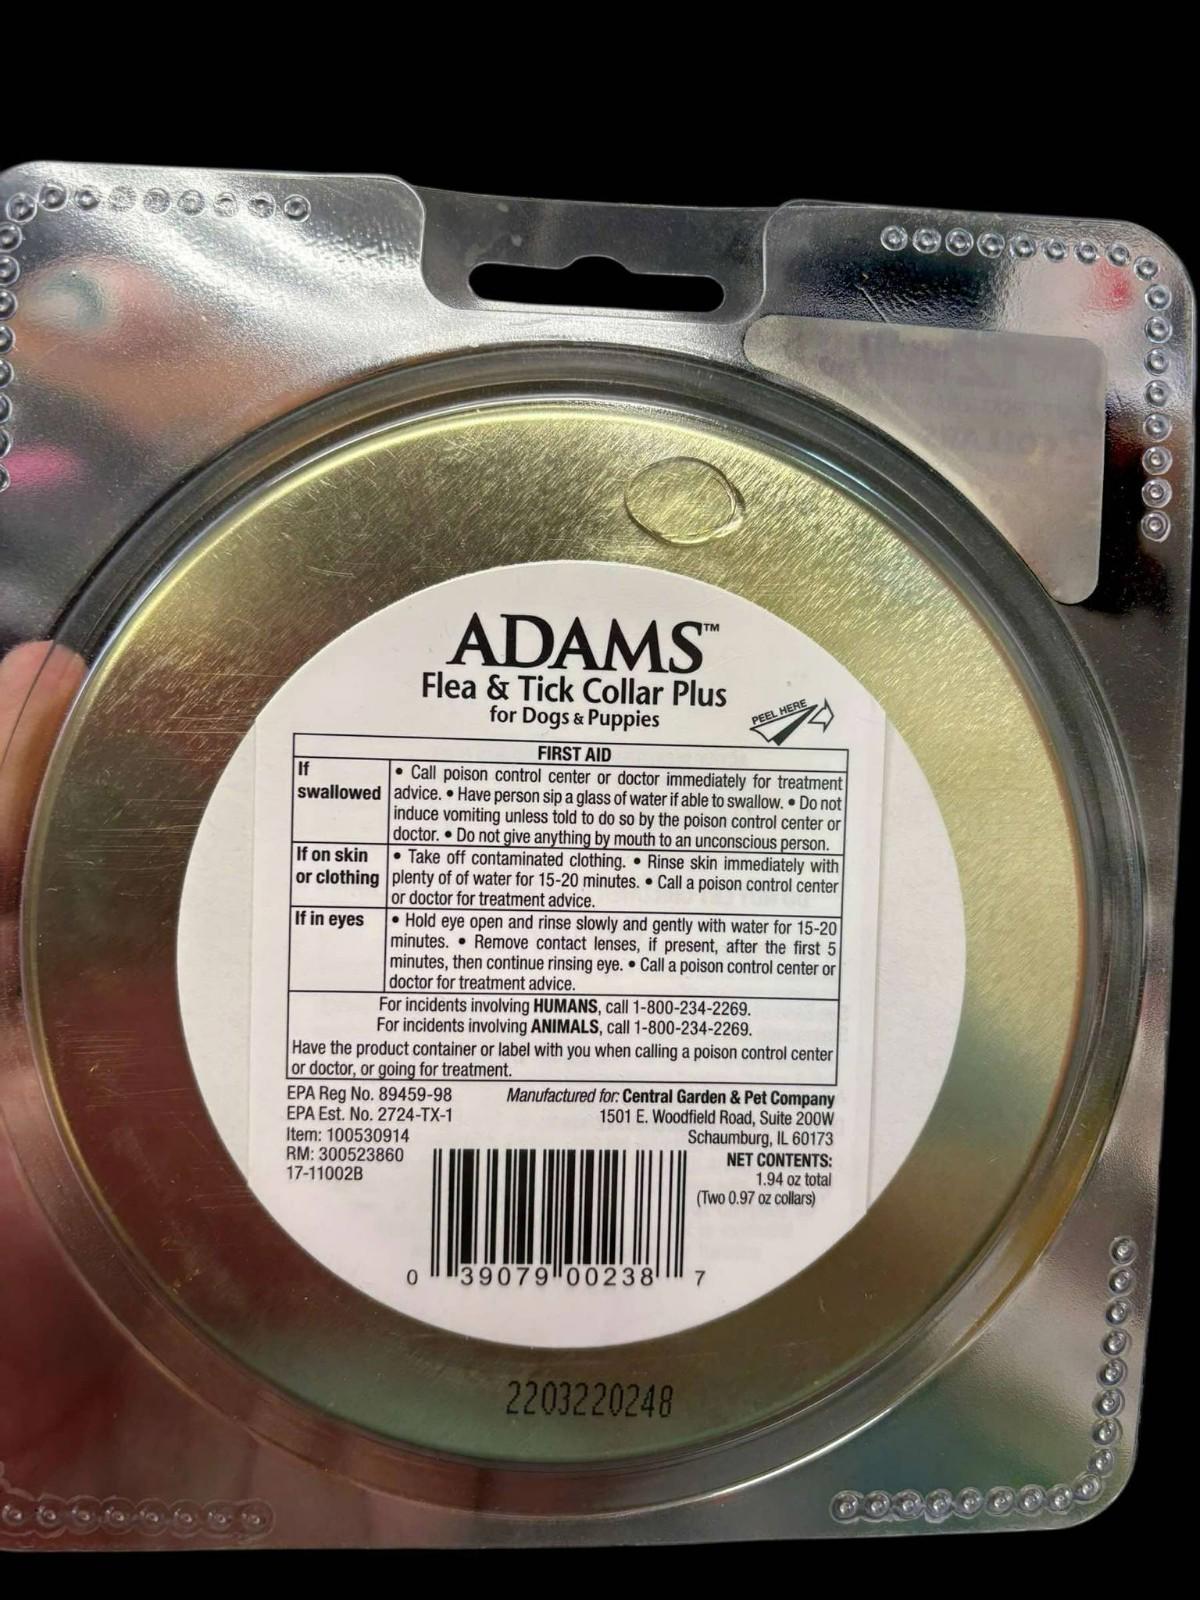 ADAMS™
Flea & Tick Collar Plus
for Dogs & Puppies
PEEL HERE
FIRST AID
If
swallowed
• Call poison control center or doctor immediately for treatment
advice. • Have person sip a glass of water if able to swallow. • Do not
induce vomiting unless told to do so by the poison control center or
doctor. • Do not give anything by mouth to an unconscious person.
If on skin
or clothing
• Take off contaminated clothing. • Rinse skin immediately with
plenty of of water for 15-20 minutes. • Call a poison control center
or doctor for treatment advice.
If in eyes
• Hold eye open and rinse slowly and gently with water for 15-20
minutes. • Remove contact lenses, if present, after the first 5
minutes, then continue rinsing eye. • Call a poison control center or
doctor for treatment advice.
For incidents involving HUMANS, call 1-800-234-2269.
For incidents involving ANIMALS, call 1-800-234-2269.
Have the product container or label with you when calling a poison control center
or doctor, or going for treatment.
EPA Reg No. 89459-98
EPA Est. No. 2724-TX-1
Item: 100530914
RM: 300523860
17-11002B
Manufactured for: Central Garden & Pet Company
1501 E. Woodfield Road, Suite 200W
Schaumburg, IL 60173
NET CONTENTS:
1.94 oz total
(Two 0.97 oz collars)
0 39079 00238 7
2203220248